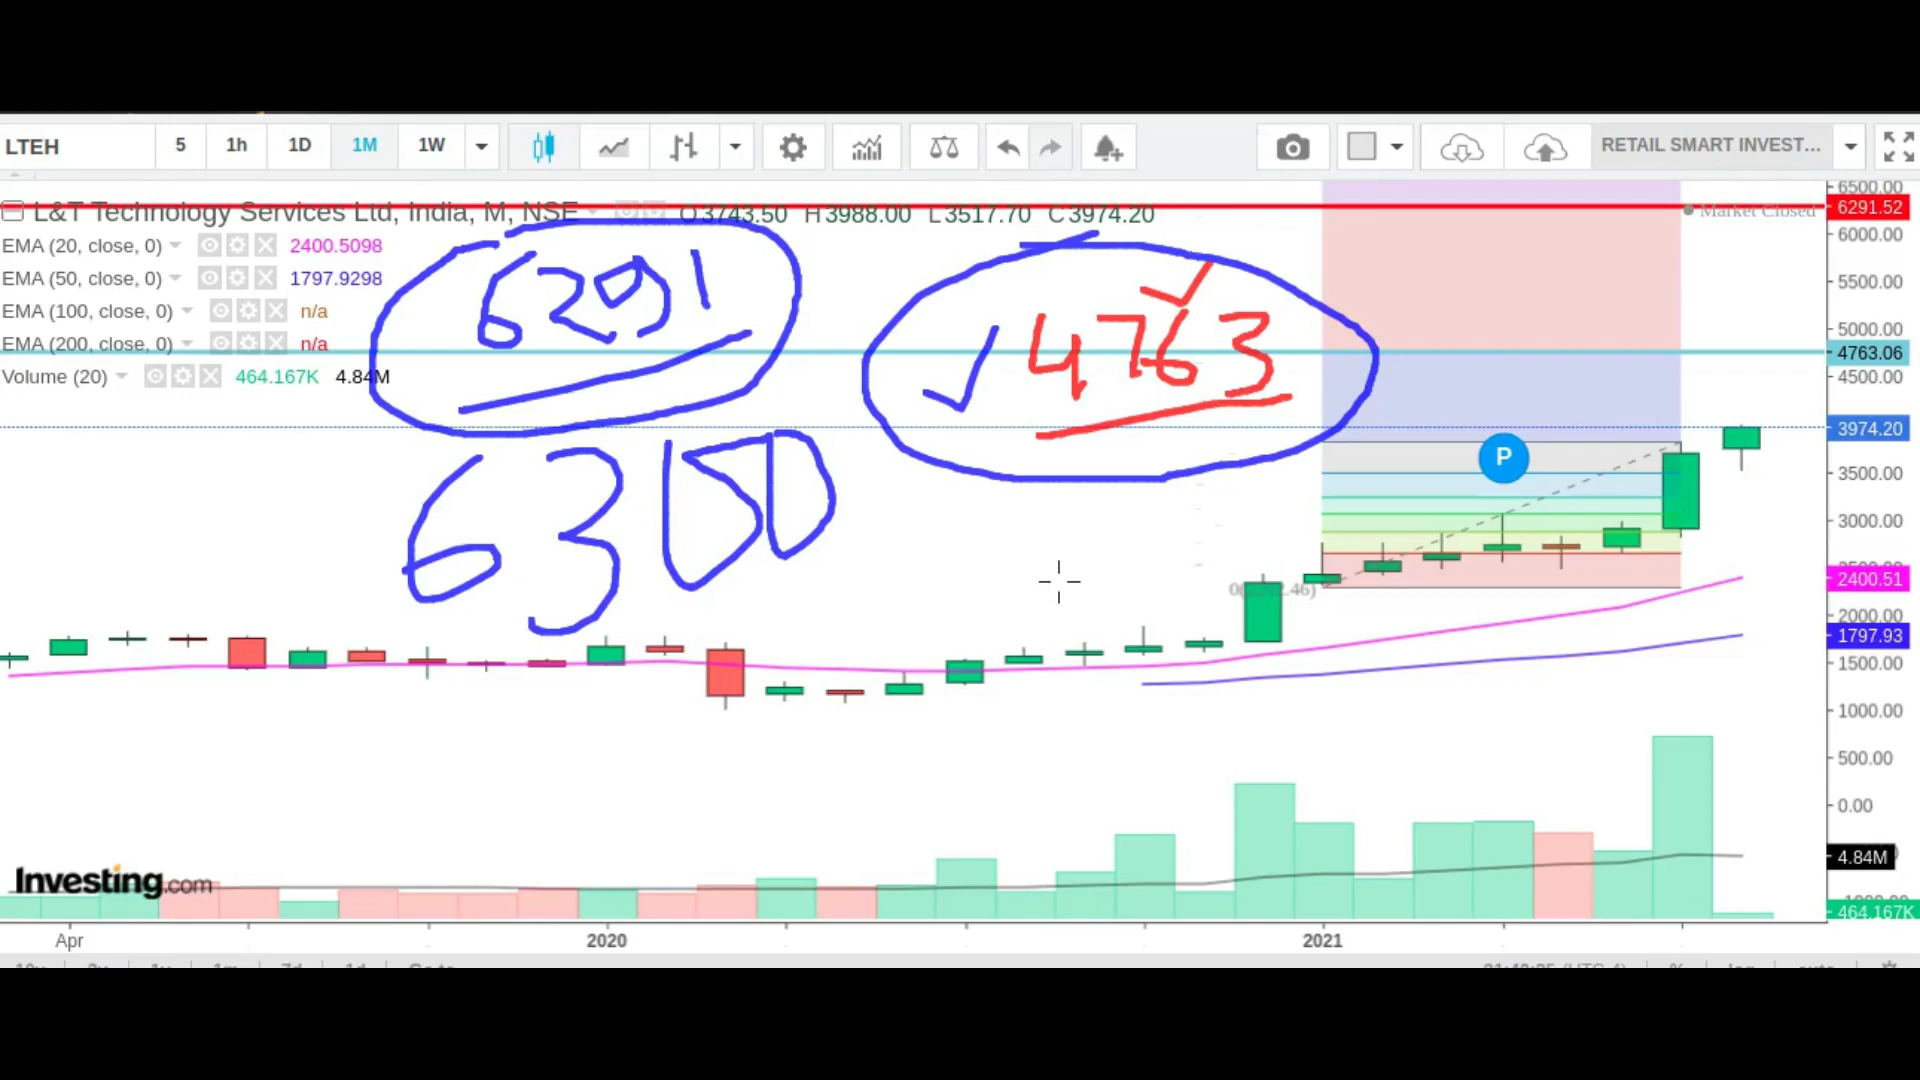 LTEH 5 1h 1D 1M 1W RETAIL SMART INVEST...
L&T Technology Services Ltd, India, M, NSE O3743.50 H3988.00 L3517.70 C3974.20
Market Closed
EMA (20, close, 0) 2400.5098
EMA (50, close, 0) 1797.9298
EMA (100, close, 0) n/a
EMA (200, close, 0) n/a
Volume (20) 464.167K 4.84M
6291
4763
6300
P
6500.00
6291.52
6000.00
5500.00
5000.00
4763.06
4500.00
3974.20
3500.00
3000.00
2400.51
2000.00
1797.93
1500.00
1000.00
500.00
0.00
4.84M
464.167K
Investing.com
Apr 2020 2021